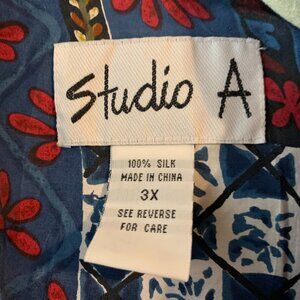 Studio A
100% SILK
MADE IN CHINA
3X
SEE REVERSE
FOR CARE